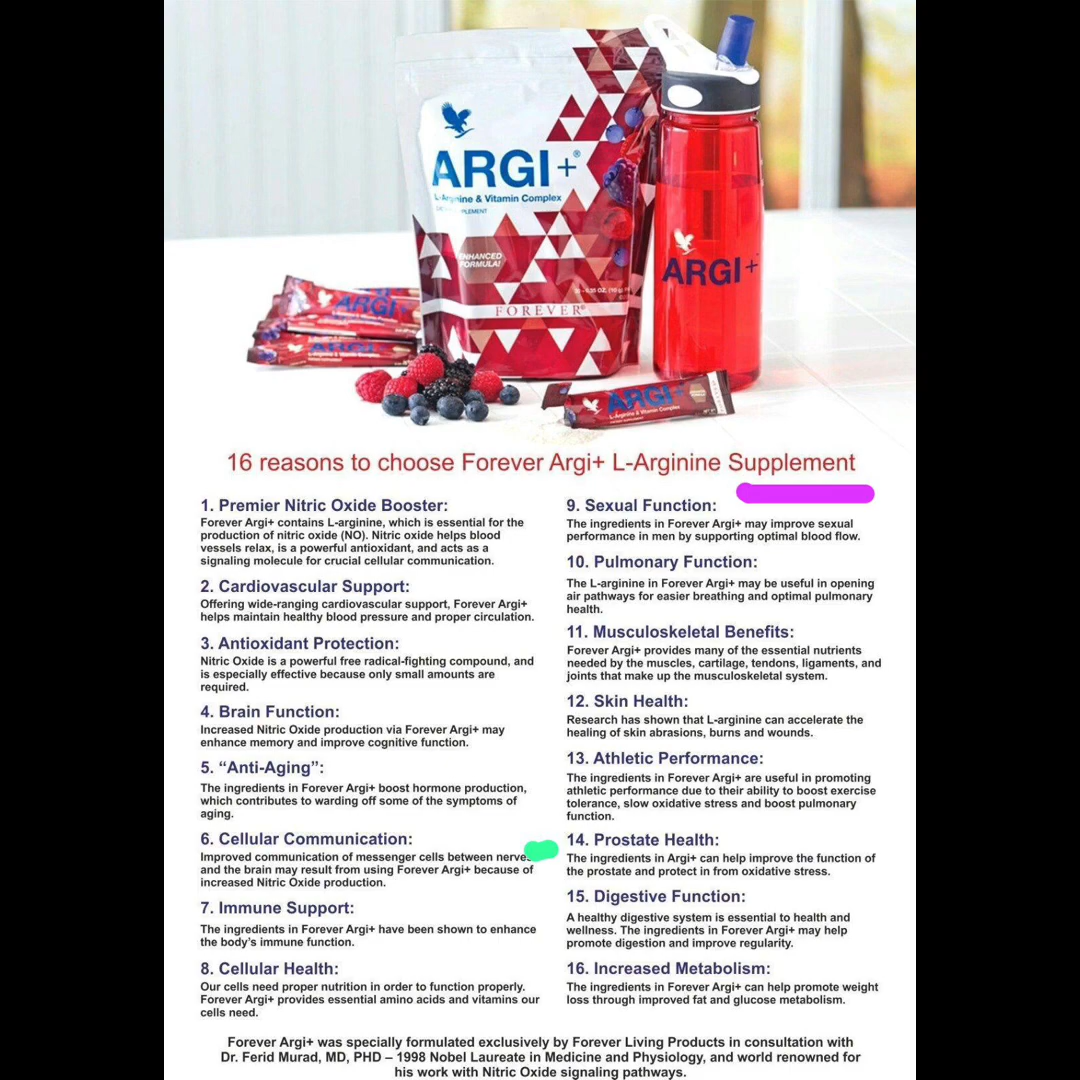 ARGI+®
L-Arginine & Vitamin Complex
ENHANCED
FORMULA!
FOREVER®
ARGI+
ARGI+
ARGI+
ARGI+
L-Arginine & Vitamin Complex
16 reasons to choose Forever Argi+ L-Arginine Supplement
1. Premier Nitric Oxide Booster:
Forever Argi+ contains L-arginine, which is essential for the
production of nitric oxide (NO). Nitric oxide helps blood
vessels relax, is a powerful antioxidant, and acts as a
signaling molecule for crucial cellular communication.
2. Cardiovascular Support:
Offering wide-ranging cardiovascular support, Forever Argi+
helps maintain healthy blood pressure and proper circulation.
3. Antioxidant Protection:
Nitric Oxide is a powerful free radical-fighting compound, and
is especially effective because only small amounts are
required.
4. Brain Function:
Increased Nitric Oxide production via Forever Argi+ may
enhance memory and improve cognitive function.
5. “Anti-Aging”:
The ingredients in Forever Argi+ boost hormone production,
which contributes to warding off some of the symptoms of
aging.
6. Cellular Communication:
Improved communication of messenger cells between nerves
and the brain may result from using Forever Argi+ because of
increased Nitric Oxide production.
7. Immune Support:
The ingredients in Forever Argi+ have been shown to enhance
the body’s immune function.
8. Cellular Health:
Our cells need proper nutrition in order to function properly.
Forever Argi+ provides essential amino acids and vitamins our
cells need.
9. Sexual Function:
The ingredients in Forever Argi+ may improve sexual
performance in men by supporting optimal blood flow.
10. Pulmonary Function:
The L-arginine in Forever Argi+ may be useful in opening
air pathways for easier breathing and optimal pulmonary
health.
11. Musculoskeletal Benefits:
Forever Argi+ provides many of the essential nutrients
needed by the muscles, cartilage, tendons, ligaments, and
joints that make up the musculoskeletal system.
12. Skin Health:
Research has shown that L-arginine can accelerate the
healing of skin abrasions, burns and wounds.
13. Athletic Performance:
The ingredients in Forever Argi+ are useful in promoting
athletic performance due to their ability to boost exercise
tolerance, slow oxidative stress and boost pulmonary
function.
14. Prostate Health:
The ingredients in Argi+ can help improve the function of
the prostate and protect in from oxidative stress.
15. Digestive Function:
A healthy digestive system is essential to health and
wellness. The ingredients in Forever Argi+ may help
promote digestion and improve regularity.
16. Increased Metabolism:
The ingredients in Forever Argi+ can help promote weight
loss through improved fat and glucose metabolism.
Forever Argi+ was specially formulated exclusively by Forever Living Products in consultation with
Dr. Ferid Murad, MD, PHD – 1998 Nobel Laureate in Medicine and Physiology, and world renowned for
his work with Nitric Oxide signaling pathways.